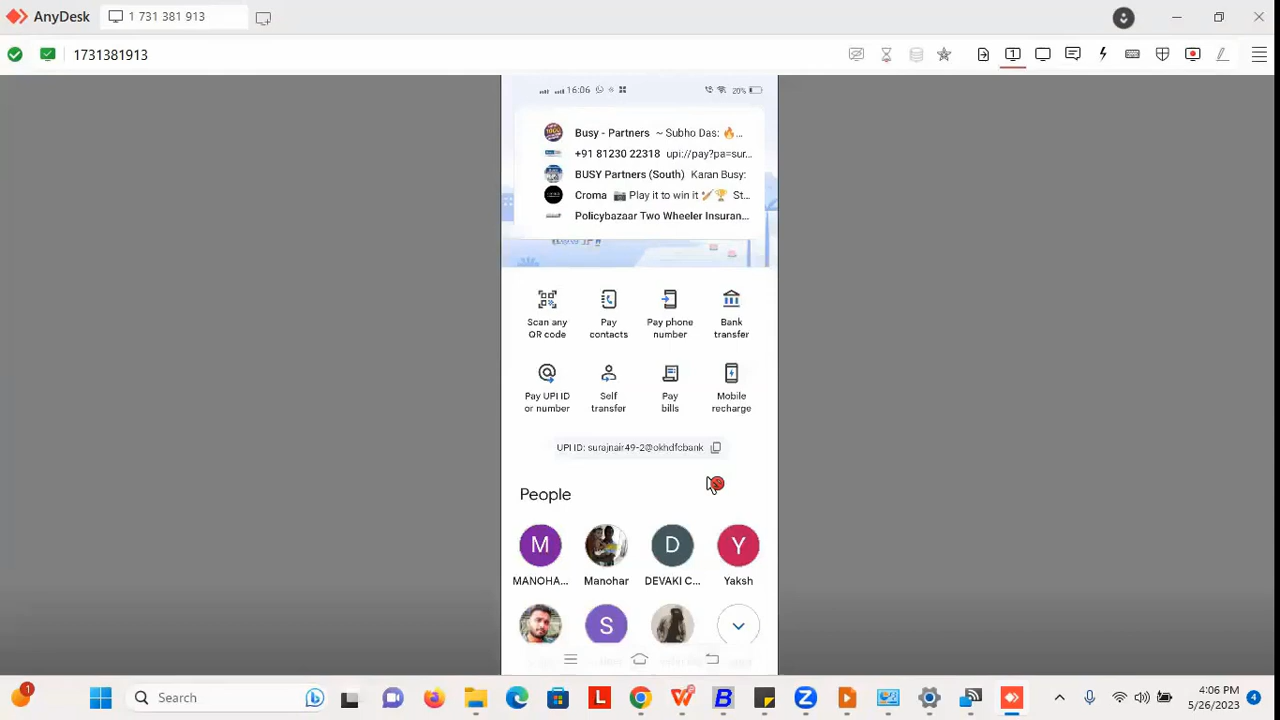 AnyDesk
1 731 381 913
1731381913
1
16:06
20%
Busy - Partners ~ Subho Das: 🔥...
+91 81230 22318 upi://pay?pa=sur...
BUSY Partners (South) Karan Busy:
Croma 📷 Play it to win it 🏏🏆 St...
Policybazaar Two Wheeler Insuran...
Scan any
QR code
Pay
contacts
Pay phone
number
Bank
transfer
Pay UPI ID
or number
Self
transfer
Pay
bills
Mobile
recharge
UPI ID: surajnair49-2@okhdfcbank
People
M
D
Y
MANOHA...
Manohar
DEVAKI C...
Yaksh
S
1
Search
L
W
B
Z
4:06 PM
5/26/2023
4